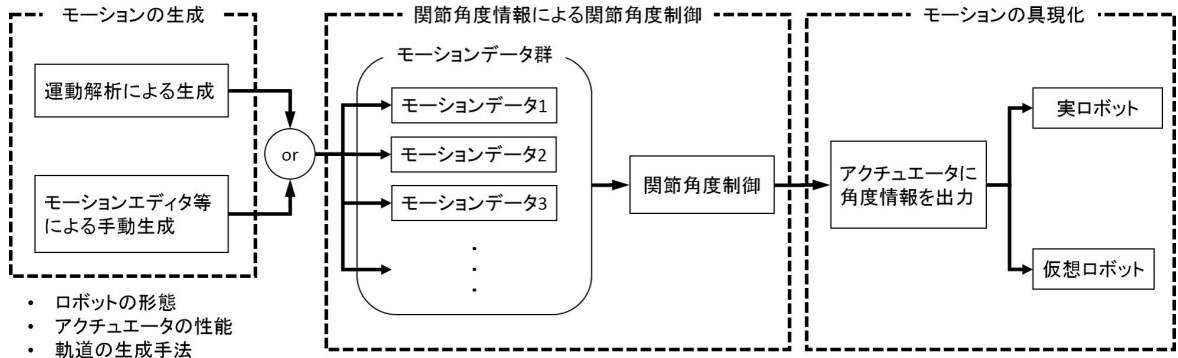 モーションの生成
運動解析による生成
モーションエディタ等
による手動生成
or
・ ロボットの形態
・ アクチュエータの性能
・ 軌道の生成手法
関節角度情報による関節角度制御
モーションデータ群
モーションデータ1
モーションデータ2
モーションデータ3
・
・
・
関節角度制御
モーションの具現化
アクチュエータに
角度情報を出力
実ロボット
仮想ロボット